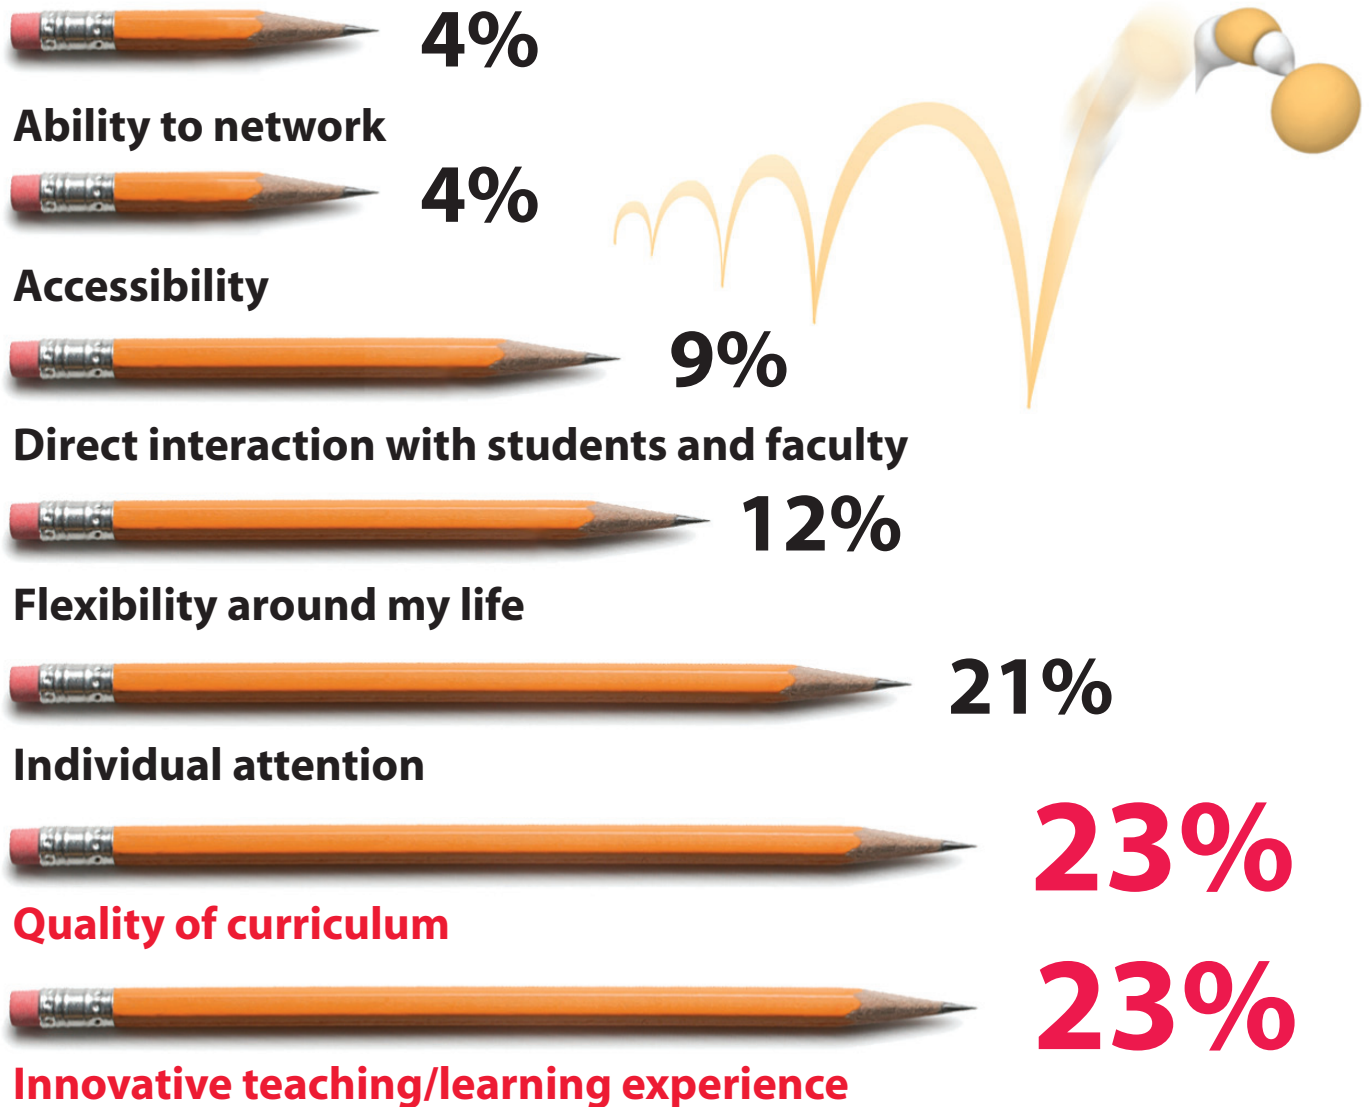 4%
Ability to network
4%
Accessibility
9%
Direct interaction with students and faculty
12%
Flexibility around my life
21%
Individual attention
23%
Quality of curriculum
23%
Innovative teaching/learning experience